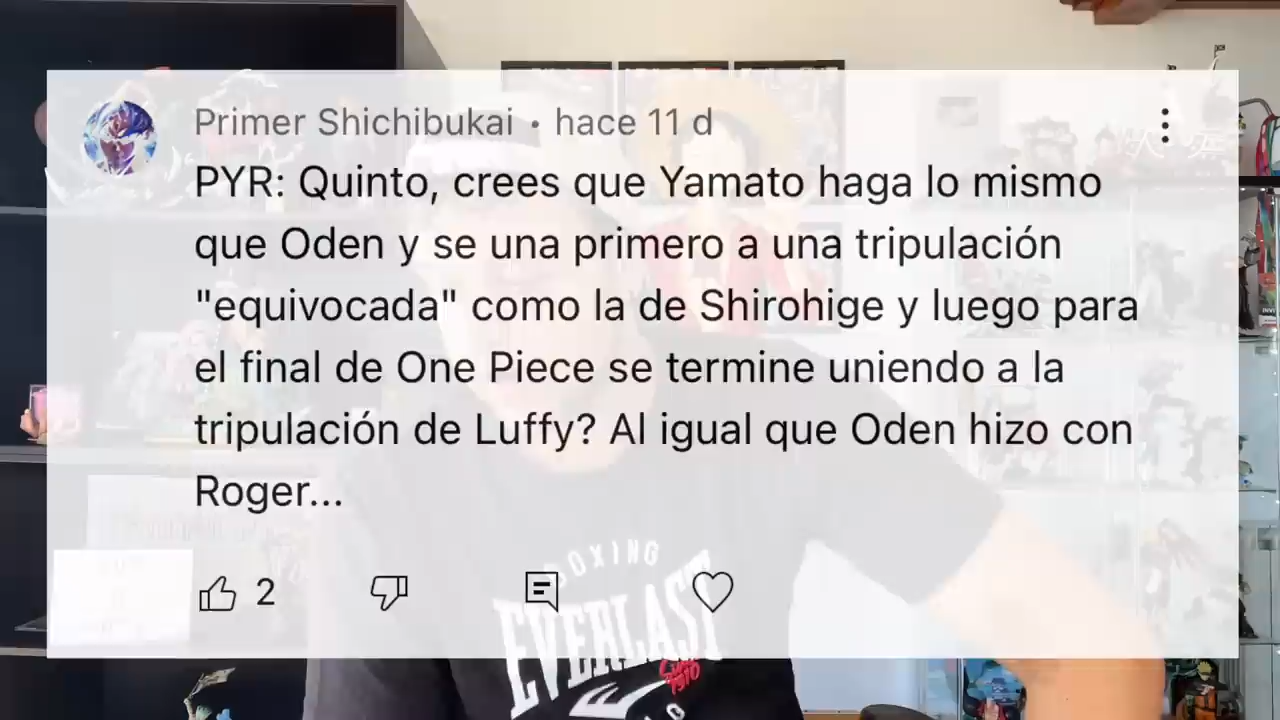 Primer Shichibukai • hace 11 d
PYR: Quinto, crees que Yamato haga lo mismo
que Oden y se una primero a una tripulación
"equivocada" como la de Shirohige y luego para
el final de One Piece se termine uniendo a la
tripulación de Luffy? Al igual que Oden hizo con
Roger...
2
BOXING
EVERLAST